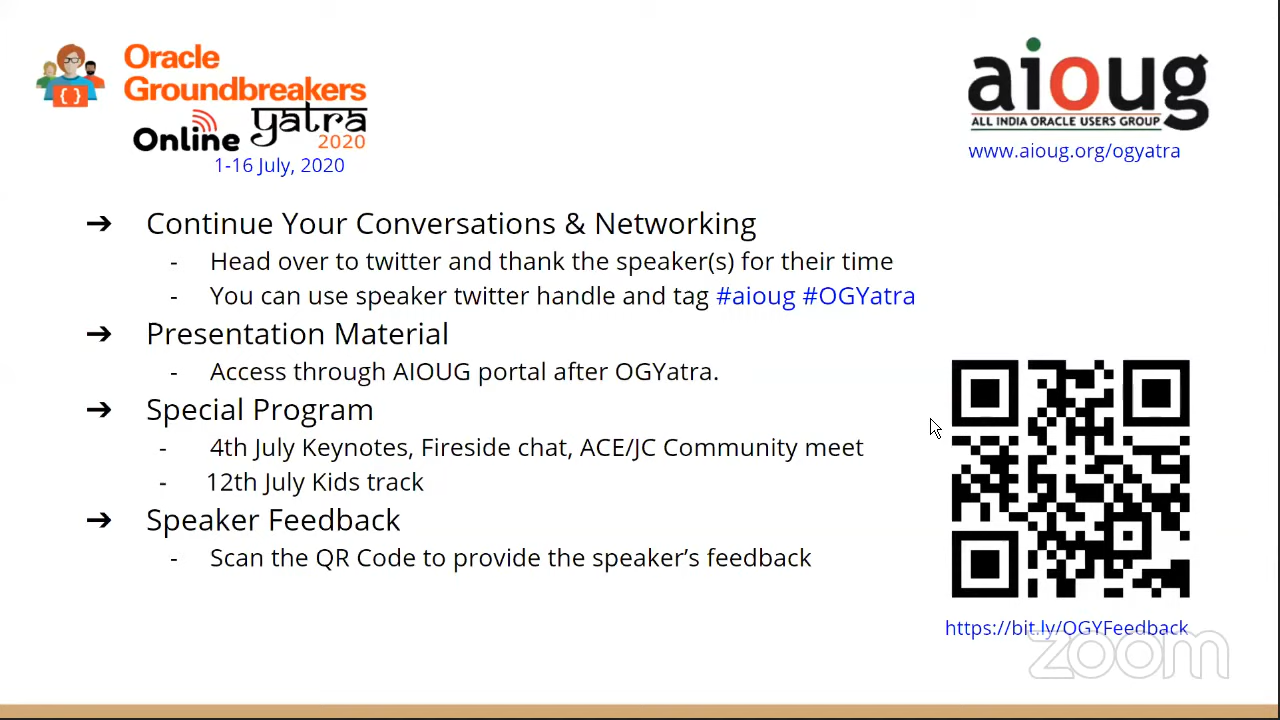 Oracle
Groundbreakers
Online yatra
2020
1-16 July, 2020
aioug
ALL INDIA ORACLE USERS GROUP
www.aioug.org/ogyatra
➔ Continue Your Conversations & Networking
- Head over to twitter and thank the speaker(s) for their time
- You can use speaker twitter handle and tag #aioug #OGYatra
➔ Presentation Material
- Access through AIOUG portal after OGYatra.
➔ Special Program
- 4th July Keynotes, Fireside chat, ACE/JC Community meet
- 12th July Kids track
➔ Speaker Feedback
- Scan the QR Code to provide the speaker’s feedback
https://bit.ly/OGYFeedback
zoom